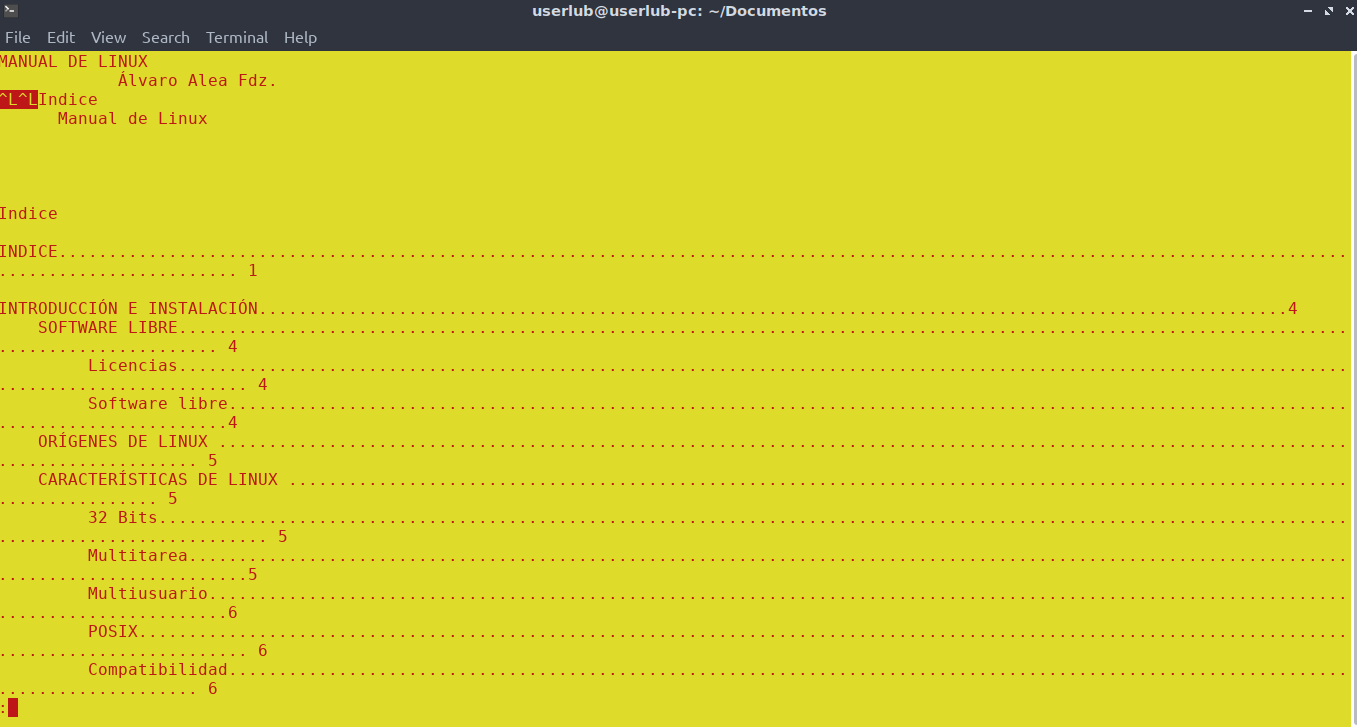 userlub@userlub-pc: ~/Documentos
File Edit View Search Terminal Help
MANUAL DE LINUX
Álvaro Alea Fdz.
^L^LIndice
Manual de Linux
Indice
INDICE.................................................................................................................................
........................ 1
INTRODUCCIÓN E INSTALACIÓN.......................................................................................................4
SOFTWARE LIBRE.....................................................................................................................
...................... 4
Licencias.....................................................................................................................
......................... 4
Software libre................................................................................................................
.......................4
ORÍGENES DE LINUX .................................................................................................................
.................... 5
CARACTERÍSTICAS DE LINUX ..........................................................................................................
................ 5
32 Bits.......................................................................................................................
........................... 5
Multitarea....................................................................................................................
.........................5
Multiusuario..................................................................................................................
.......................6
POSIX.........................................................................................................................
......................... 6
Compatibilidad................................................................................................................
.................... 6
: